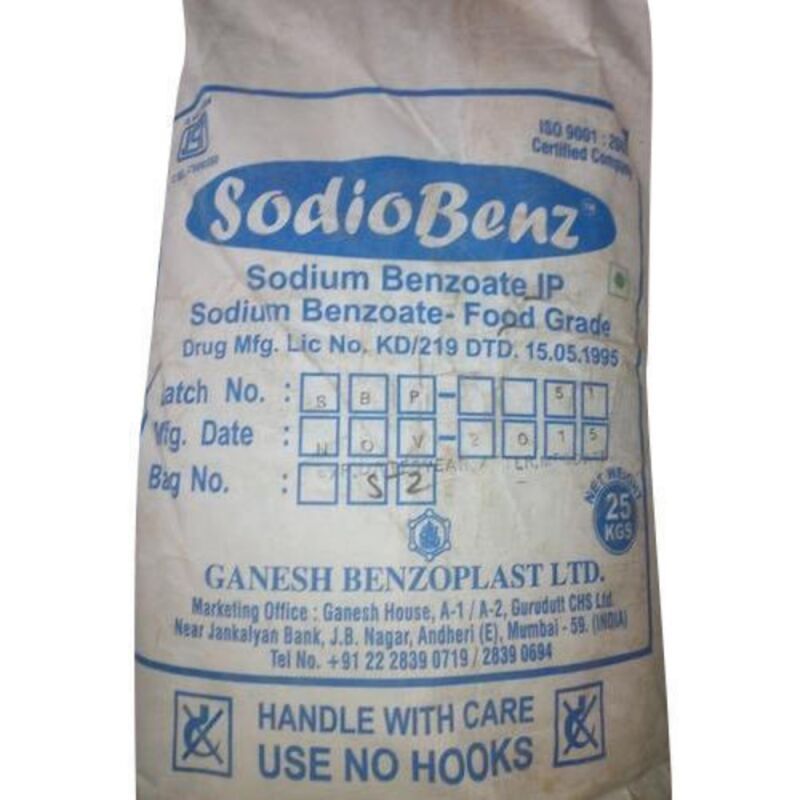 ISO 9001 :
Certified
SodioBenz™
Sodium Benzoate IP
Sodium Benzoate- Food Grade
Drug Mfg. Lic No. KD/219 DTD. 15.05.1995
atch No. : S B P - 5 1
Mfg. Date : N O V - 2 0 1 5
Bag No. : S 2
NET WEIGHT
25
KGS
GANESH BENZOPLAST LTD.
Marketing Office : Ganesh House, A-1 / A-2, Gurudutt CHS Ltd.
Near Jankalyan Bank, J.B. Nagar, Andheri (E), Mumbai - 59. (INDIA)
Tel No. +91 22 2839 0719 / 2839 0694
HANDLE WITH CARE
USE NO HOOKS